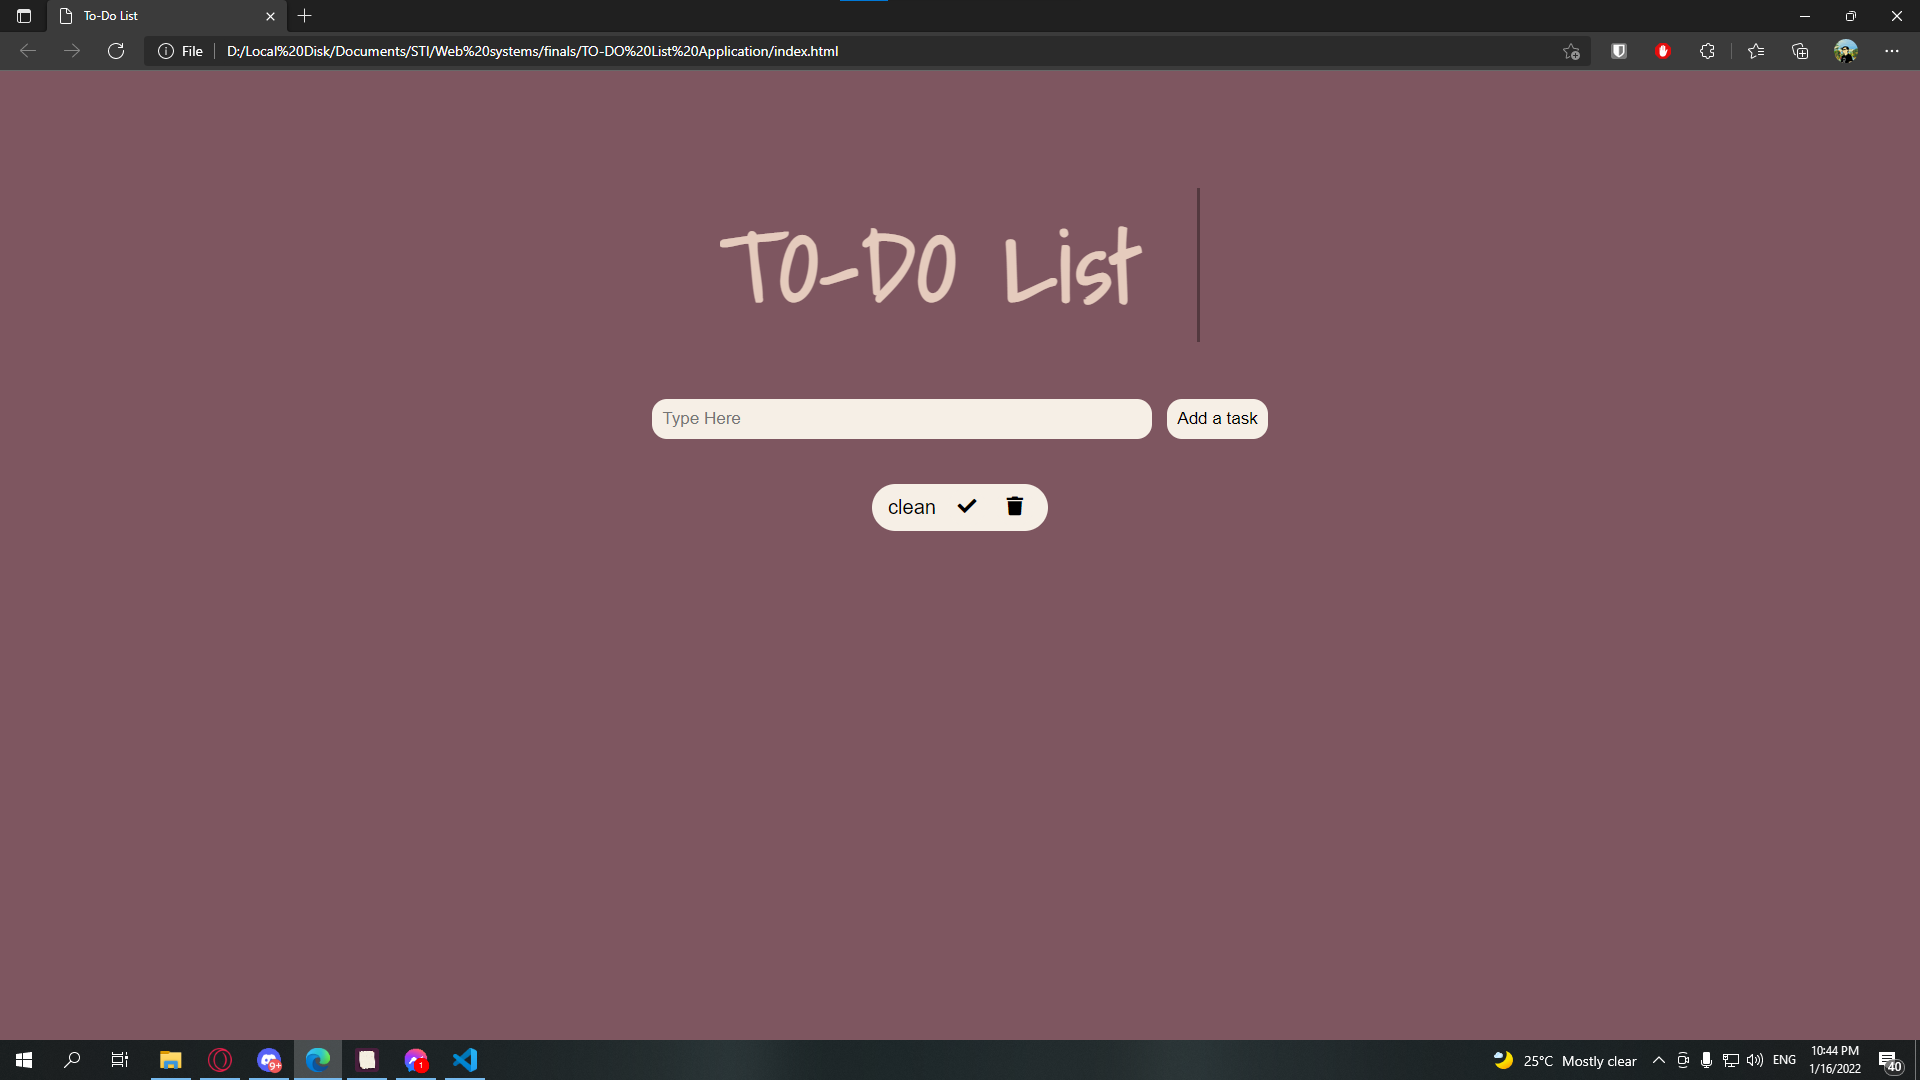 To-Do List
File
D:/Local%20Disk/Documents/STI/Web%20systems/finals/TO-DO%20List%20Application/index.html
TO-DO List
Type Here
Add a task
clean
9+
1
25°C Mostly clear
ENG
10:44 PM
1/16/2022
40